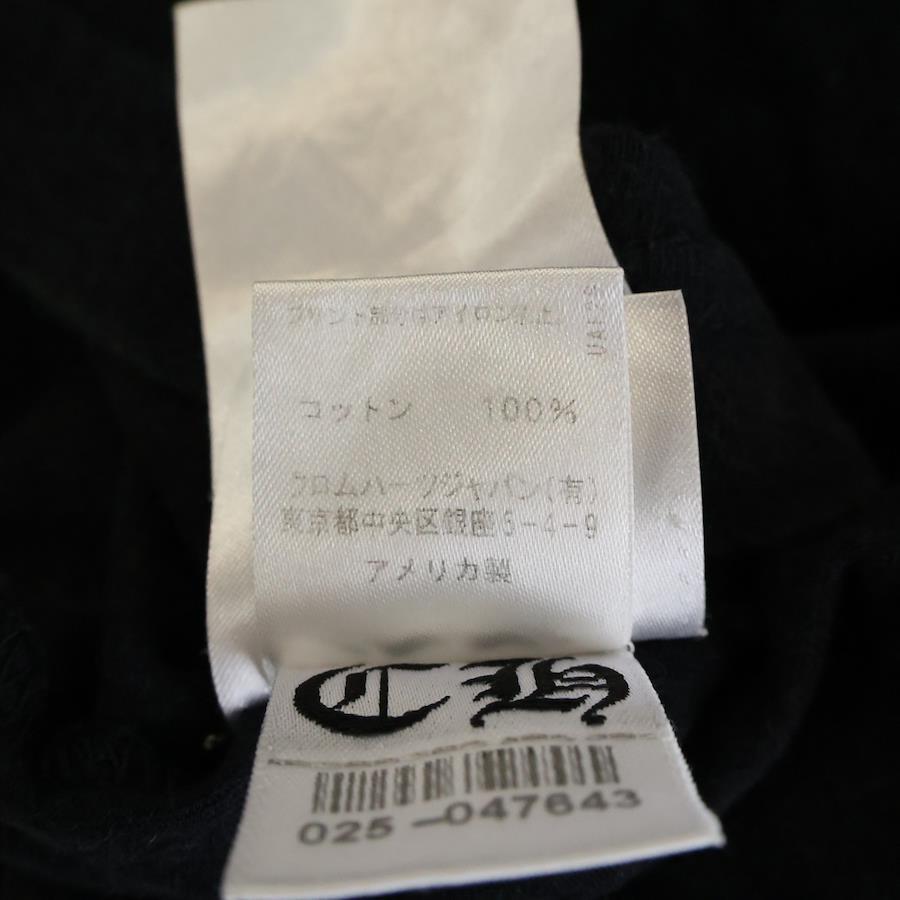 プリント部分はアイロン禁止。
コットン 100%
クロムハーツジャパン(有)
東京都中央区銀座6-4-9
アメリカ製
CH
025-047643